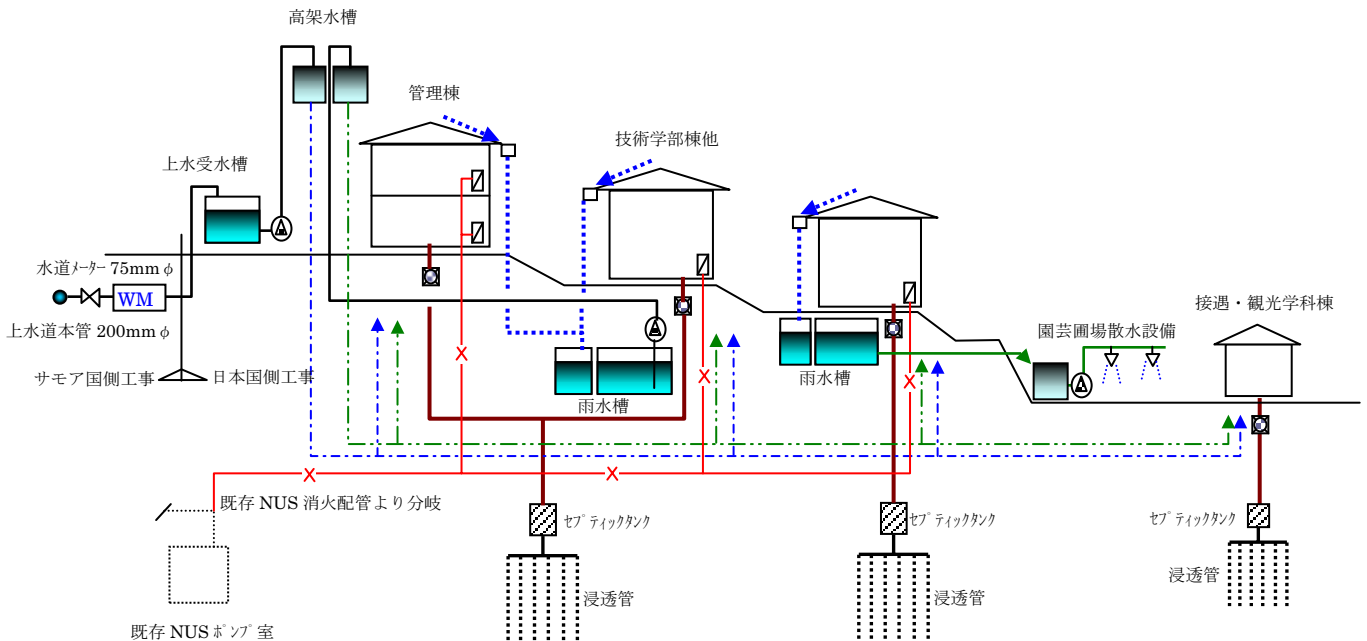 高架水槽
管理棟
技術学部棟他
上水受水槽
水道ﾒｰﾀｰ 75mmφ
WM
上水道本管 200mmφ
サモア国側工事
日本国側工事
雨水槽
雨水槽
園芸圃場散水設備
接遇・観光学科棟
既存 NUS 消火配管より分岐
ｾﾌﾟﾃｨｯｸﾀﾝｸ
ｾﾌﾟﾃｨｯｸﾀﾝｸ
ｾﾌﾟﾃｨｯｸﾀﾝｸ
浸透管
浸透管
浸透管
既存 NUS ﾎﾟﾝﾌﾟ室